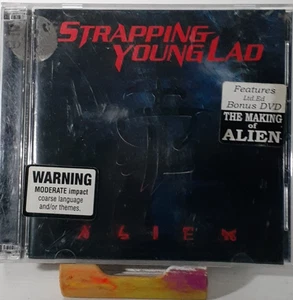 STRAPPING
YOUNG LAD
Features
Ltd.Ed
Bonus DVD
THE MAKING
of
ALIEN
WARNING
MODERATE impact
coarse language
and/or themes.
ALIEN